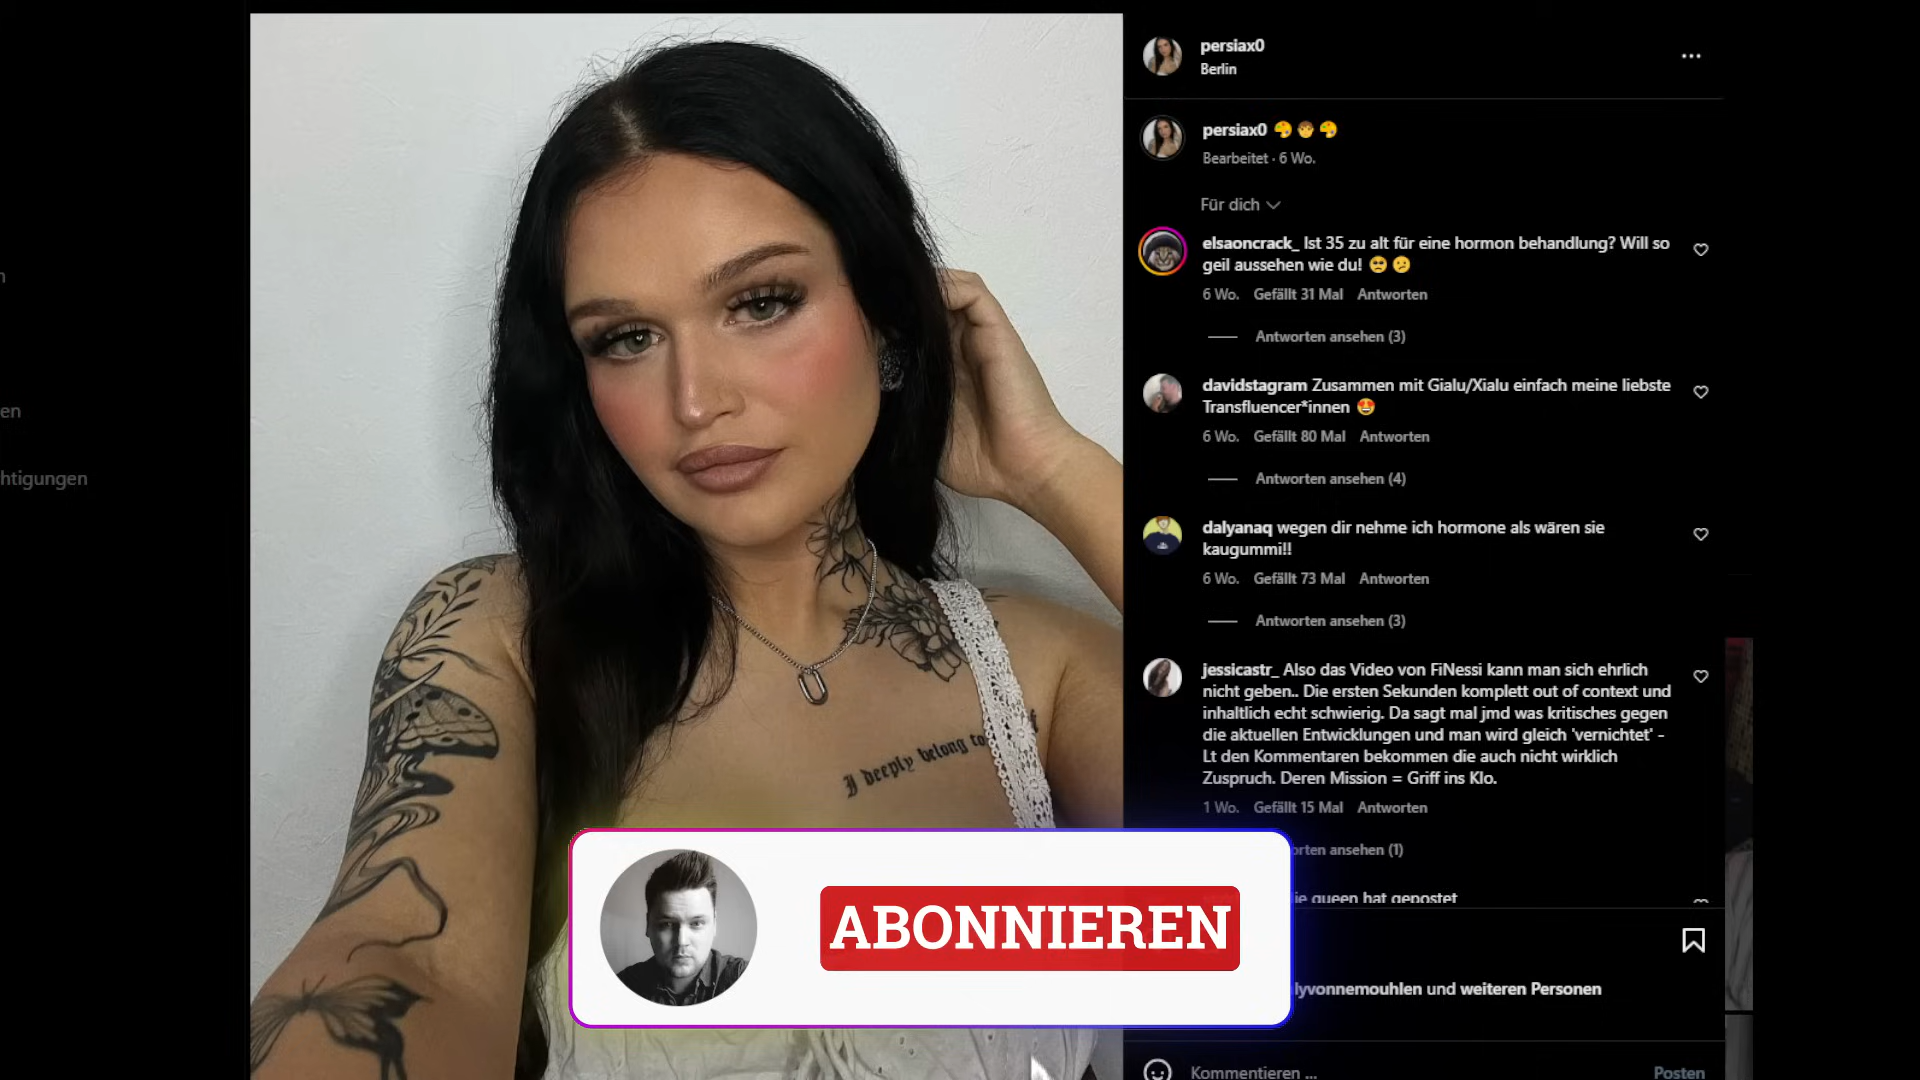 persiax0
Berlin
persiax0
Bearbeitet · 6 Wo.
Für dich
elsaoncrack_ Ist 35 zu alt für eine hormon behandlung? Will so
geil aussehen wie du!
6 Wo. Gefällt 31 Mal Antworten
Antworten ansehen (3)
davidstagram Zusammen mit Gialu/Xialu einfach meine liebste
Transfluencer*innen
6 Wo. Gefällt 80 Mal Antworten
Antworten ansehen (4)
dalyanaq wegen dir nehme ich hormone als wären sie
kaugummi!!
6 Wo. Gefällt 73 Mal Antworten
Antworten ansehen (3)
jessicastr_ Also das Video von FiNessi kann man sich ehrlich
nicht geben.. Die ersten Sekunden komplett out of context und
inhaltlich echt schwierig. Da sagt mal jmd was kritisches gegen
die aktuellen Entwicklungen und man wird gleich 'vernichtet' -
Lt den Kommentaren bekommen die auch nicht wirklich
Zuspruch. Deren Mission = Griff ins Klo.
1 Wo. Gefällt 15 Mal Antworten
ansehen (1)
queen hat gepostet
lyvonnemouhlen und weiteren Personen
Kommentieren ...
Posten
I deeply belong to
ABONNIEREN
en
htigungen